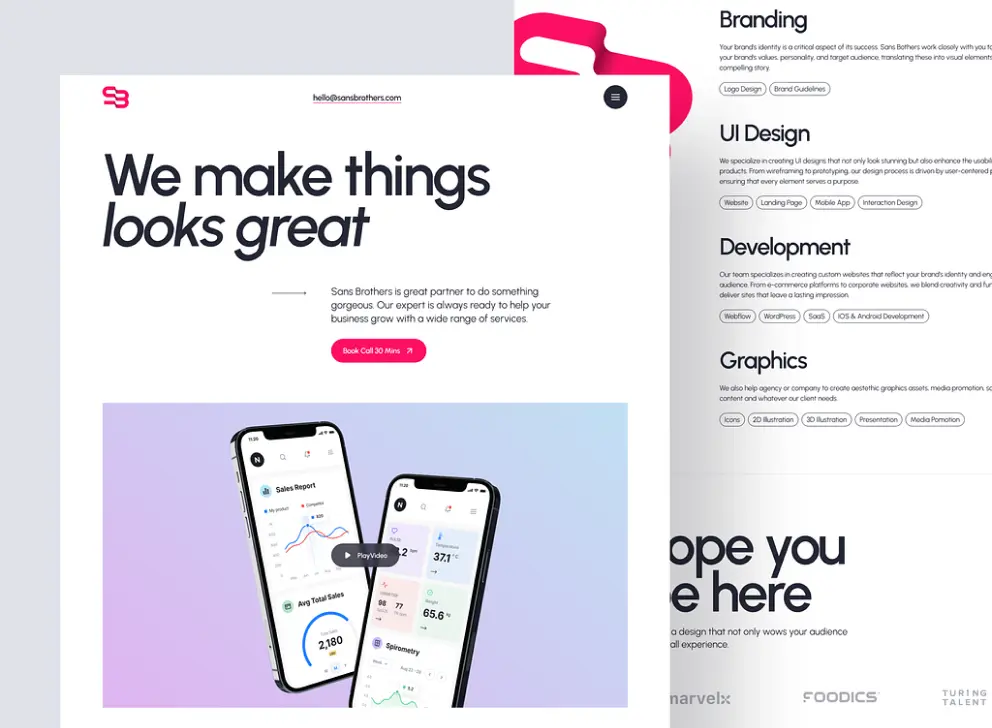 hello@sansbrothers.com
We make things
looks great
Sans Brothers is great partner to do something
gorgeous. Our expert is always ready to help your
business grow with a wide range of services.
Book Call 30 Mins
11:20
N
Sales Report
My product
Competitor
Avg Total Sales
2,180
PlayVideo
11:20
N
Temperature
37.1
98
77
Weight
65.6
Spirometry
Branding
Your brand's identity is a critical aspect of its success. Sans Bothers work closely with you
your brand's values, personality, and target audience, translating these into visual elements
compelling story.
Logo Design
Brand Guidelines
UI Design
We specialize in creating UI designs that not only look stunning but also enhance the
products. From wireframing to prototyping, our design process is driven by user-centered
ensuring that every element serves a purpose.
Website
Landing Page
Mobile App
Interaction Design
Development
Our team specializes in creating custom websites that reflect your brand's identity and
audience. From e-commerce platforms to corporate websites, we blend creativity and
deliver sites that leave a lasting impression.
Webflow
WordPress
SaaS
IOS & Android Development
Graphics
We also help agency or company to create aestethic graphics assets, media promotion,
content and whatever our client needs.
Icons
2D Illustration
3D Illustration
Presentation
Media Pomotion
ope you
e here
a design that not only wows your audience
all experience.
marvelx
FOODICS
TURING
TALENT